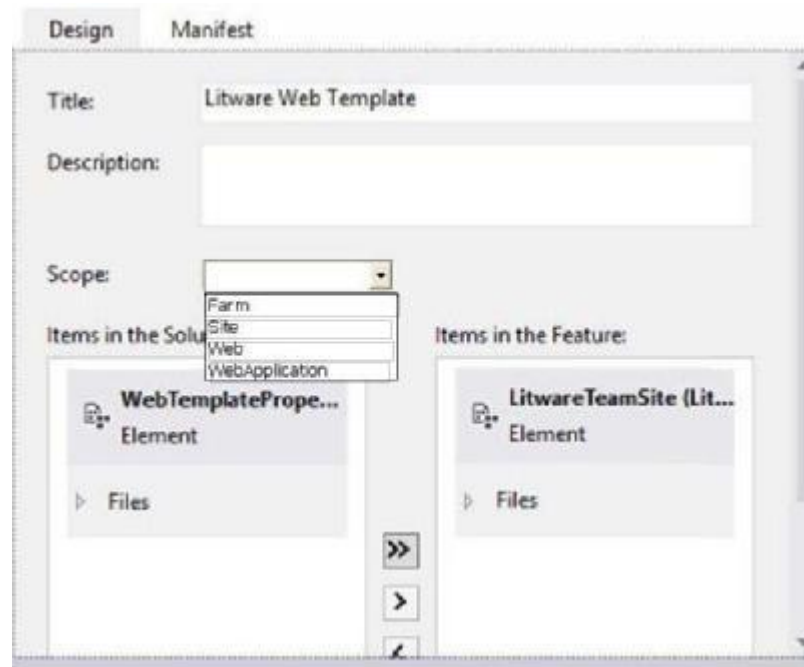 Design Manifest
Title: Litware Web Template
Description:
Scope:
Farm
Site
Web
WebApplication
Items in the Solu
Items in the Feature:
WebTemplatePrope...
Element
Files
LitwareTeamSite (Lit...
Element
Files